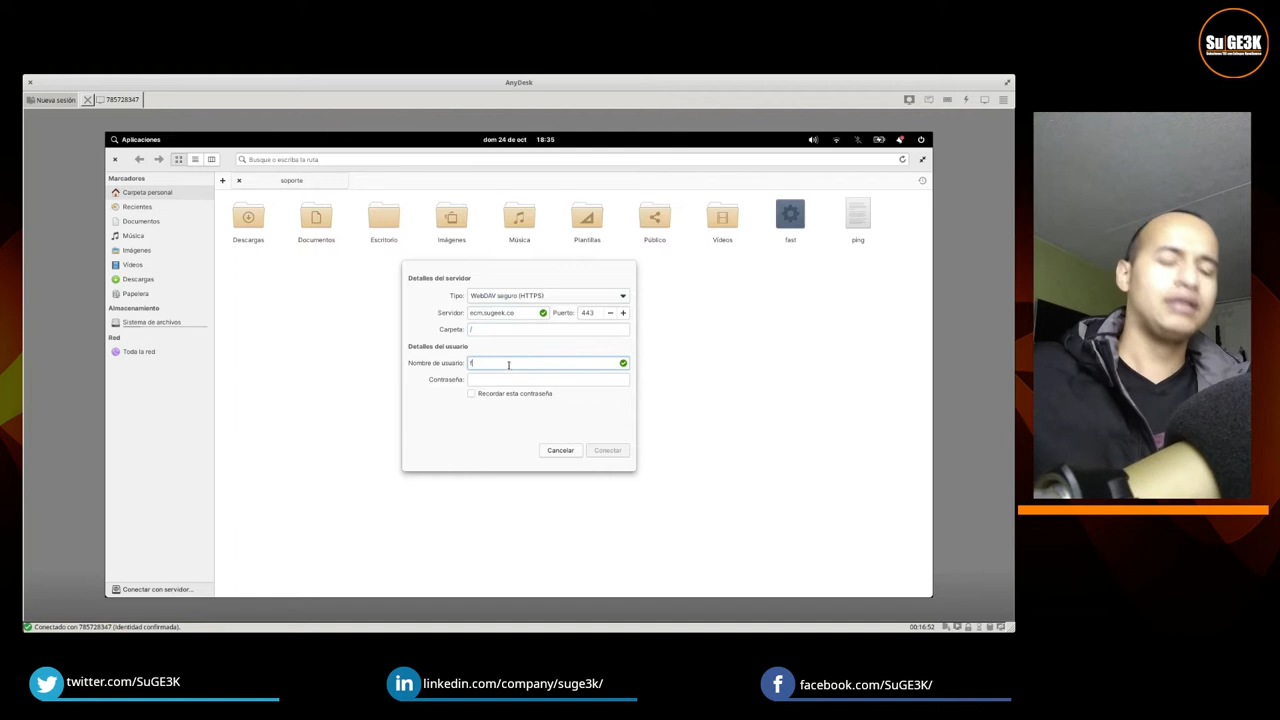 SuGE3K
AnyDesk
Nueva sesión
785728347
Aplicaciones
dom 24 de oct 18:35
Busque o escriba la ruta
Marcadores
soporte
Carpeta personal
Recientes
Documentos
Música
Imágenes
Vídeos
Descargas
Papelera
Almacenamiento
Sistema de archivos
Red
Toda la red
Descargas
Documentos
Escritorio
Imágenes
Música
Plantillas
Público
Vídeos
fast
ping
Detalles del servidor
Tipo: WebDAV seguro (HTTPS)
Servidor: ecm.sugeek.co Puerto: 443
Carpeta: /
Detalles del usuario
Nombre de usuario: f
Contraseña:
Recordar esta contraseña
Cancelar Conectar
Conectar con servidor...
Conectado con 785728347 (Identidad confirmada).
00:16:52
twitter.com/SuGE3K
linkedin.com/company/suge3k/
facebook.com/SuGE3K/